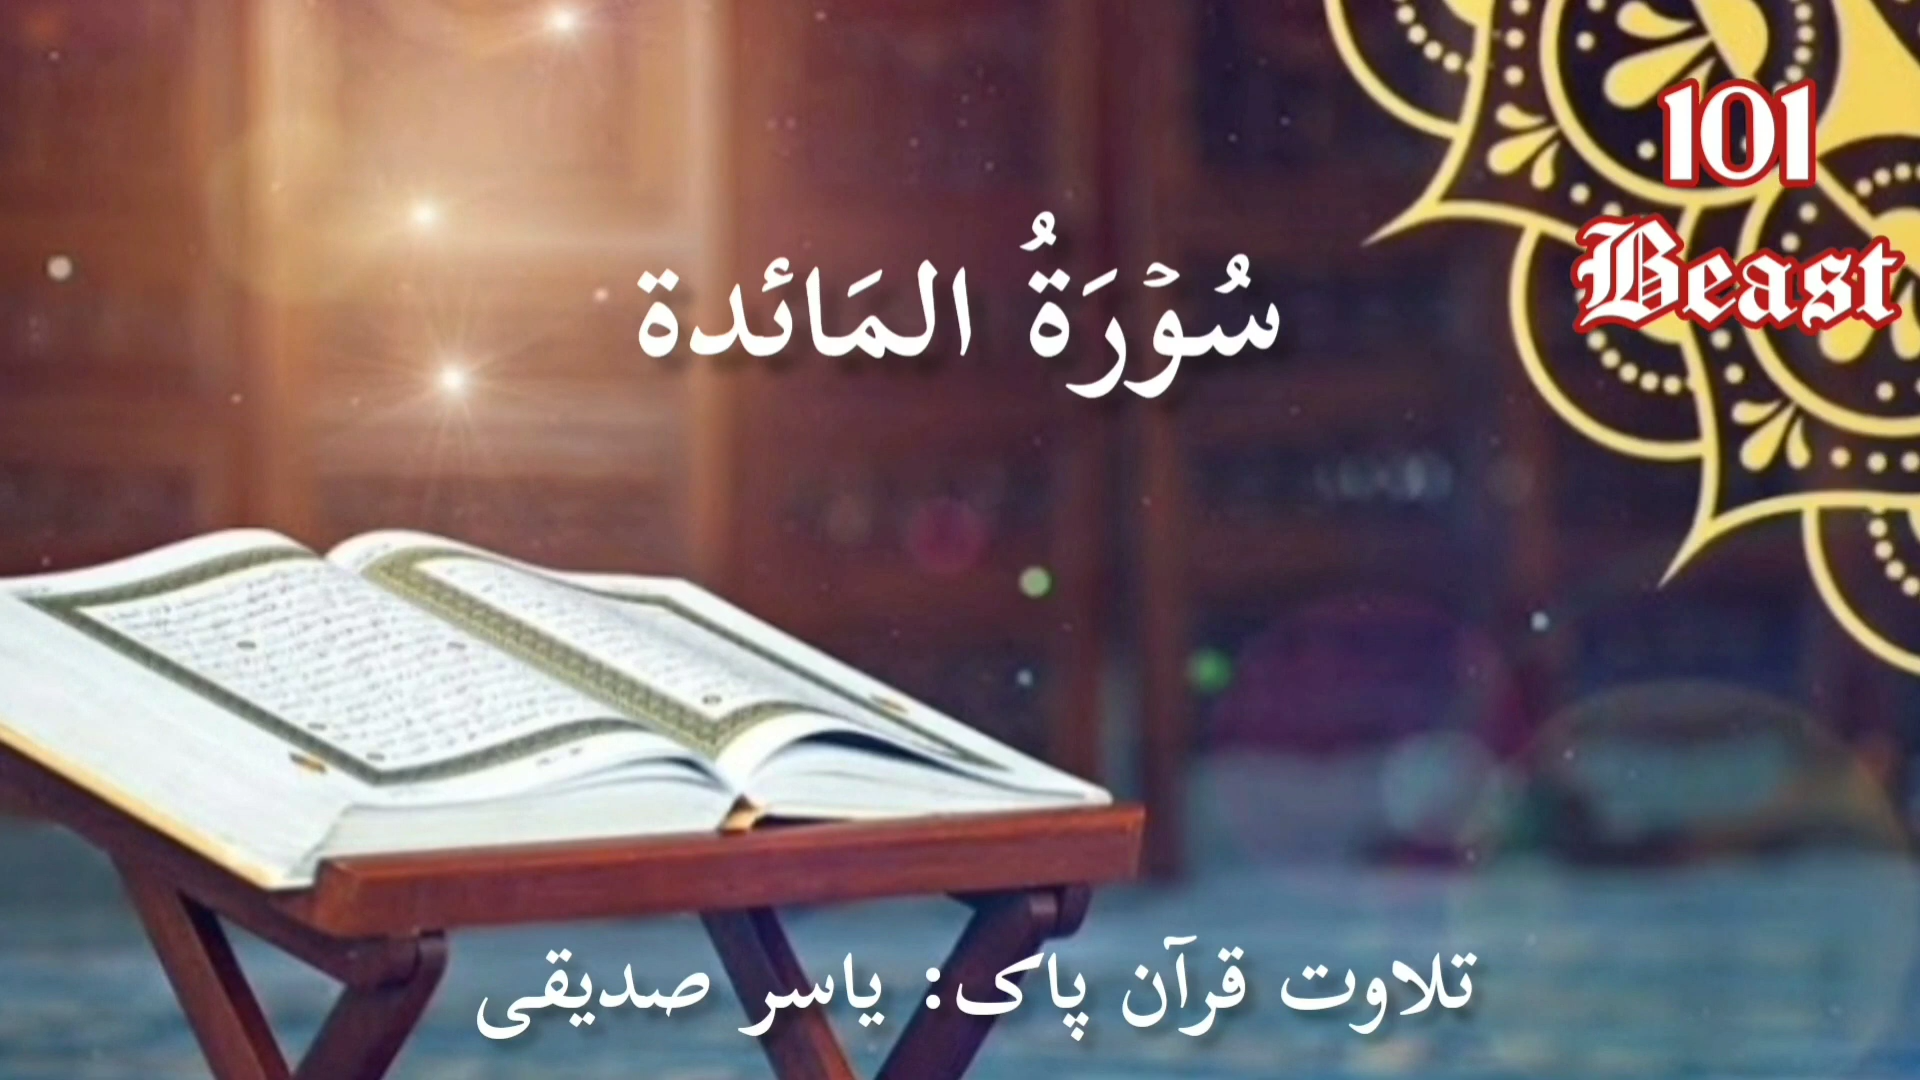 سُوْرَةُ المَائدة
101
Beast
تلاوت قرآن پاک: یاسر صدیقی